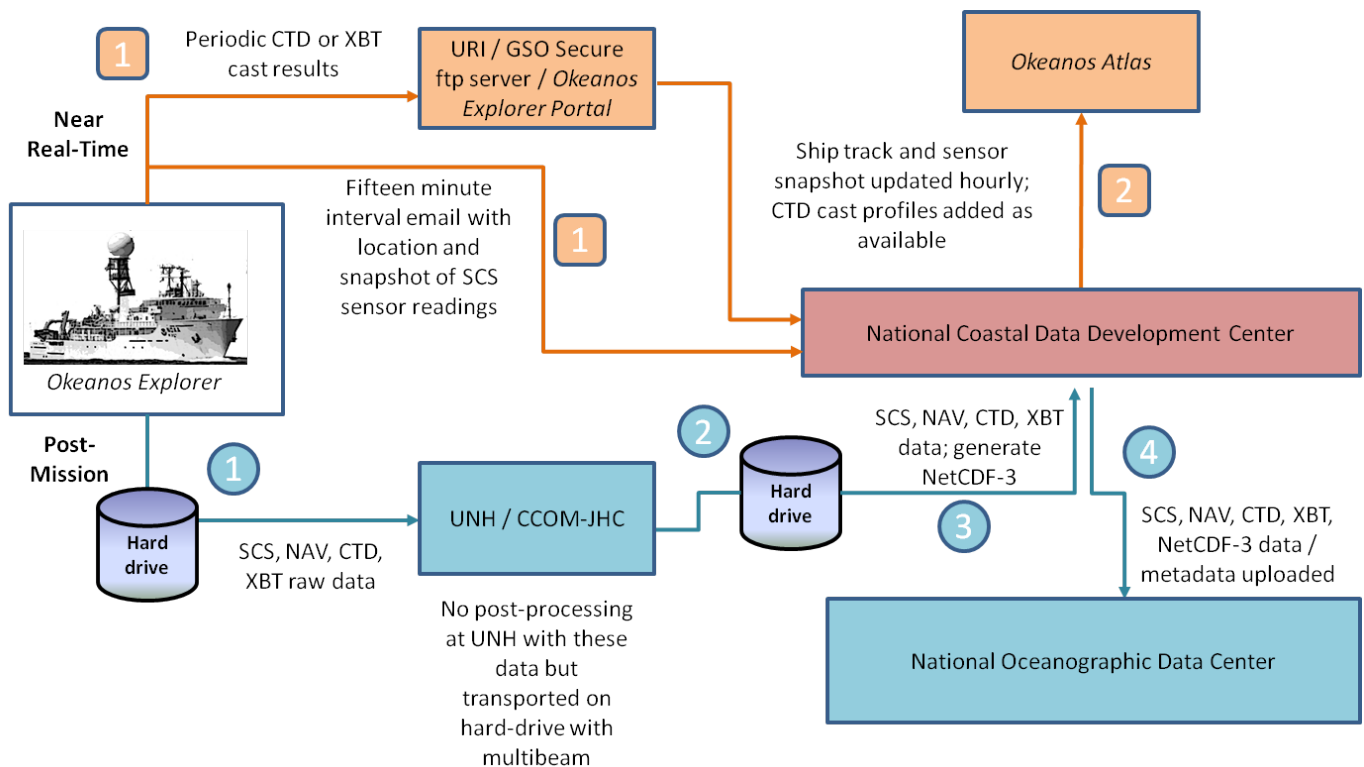 1
Periodic CTD or XBT
cast results
URI / GSO Secure
ftp server / Okeanos
Explorer Portal
Okeanos Atlas
Near
Real-Time
Fifteen minute
interval email with
location and
snapshot of SCS
sensor readings
1
Ship track and sensor
snapshot updated hourly;
CTD cast profiles added as
available
2
Okeanos Explorer
National Coastal Data Development Center
Post-
Mission
1
Hard
drive
SCS, NAV, CTD,
XBT raw data
UNH / CCOM-JHC
No post-processing
at UNH with these
data but
transported on
hard-drive with
multibeam
2
Hard
drive
SCS, NAV, CTD, XBT
data; generate
NetCDF-3
3
4
SCS, NAV, CTD, XBT,
NetCDF-3 data /
metadata uploaded
National Oceanographic Data Center